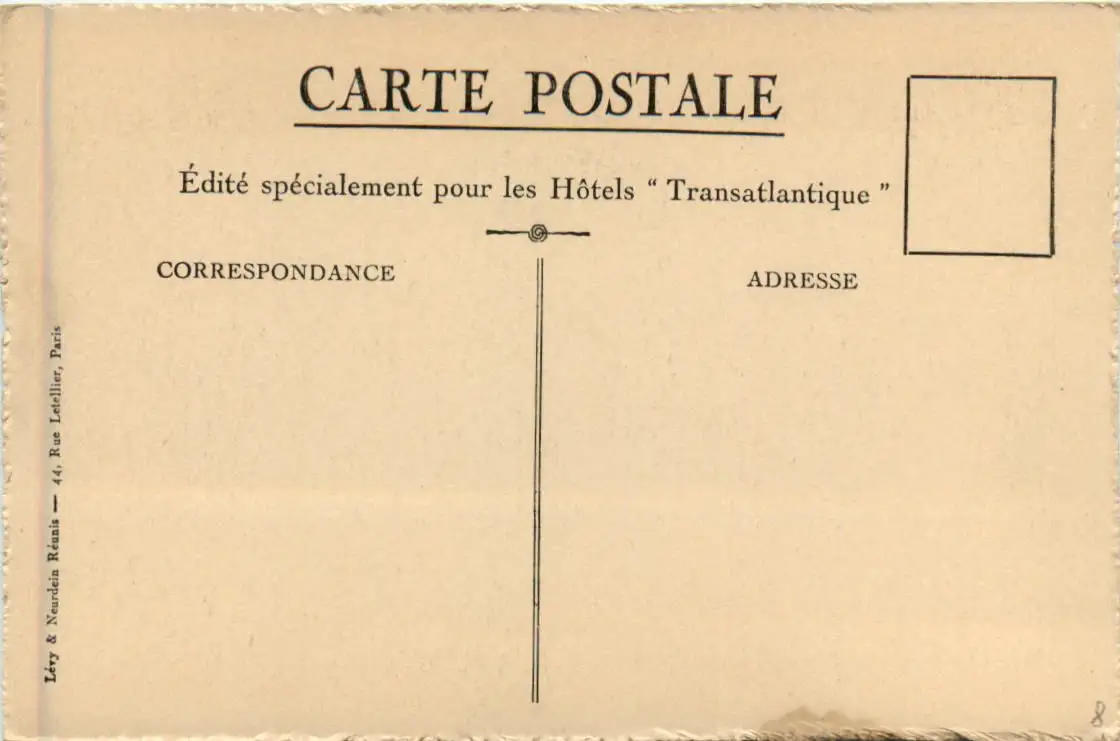 CARTE POSTALE
Édité spécialement pour les Hôtels “ Transatlantique ”
CORRESPONDANCE
ADRESSE
Lévy & Neurdein Réunis — 44, Rue Letellier, Paris
8